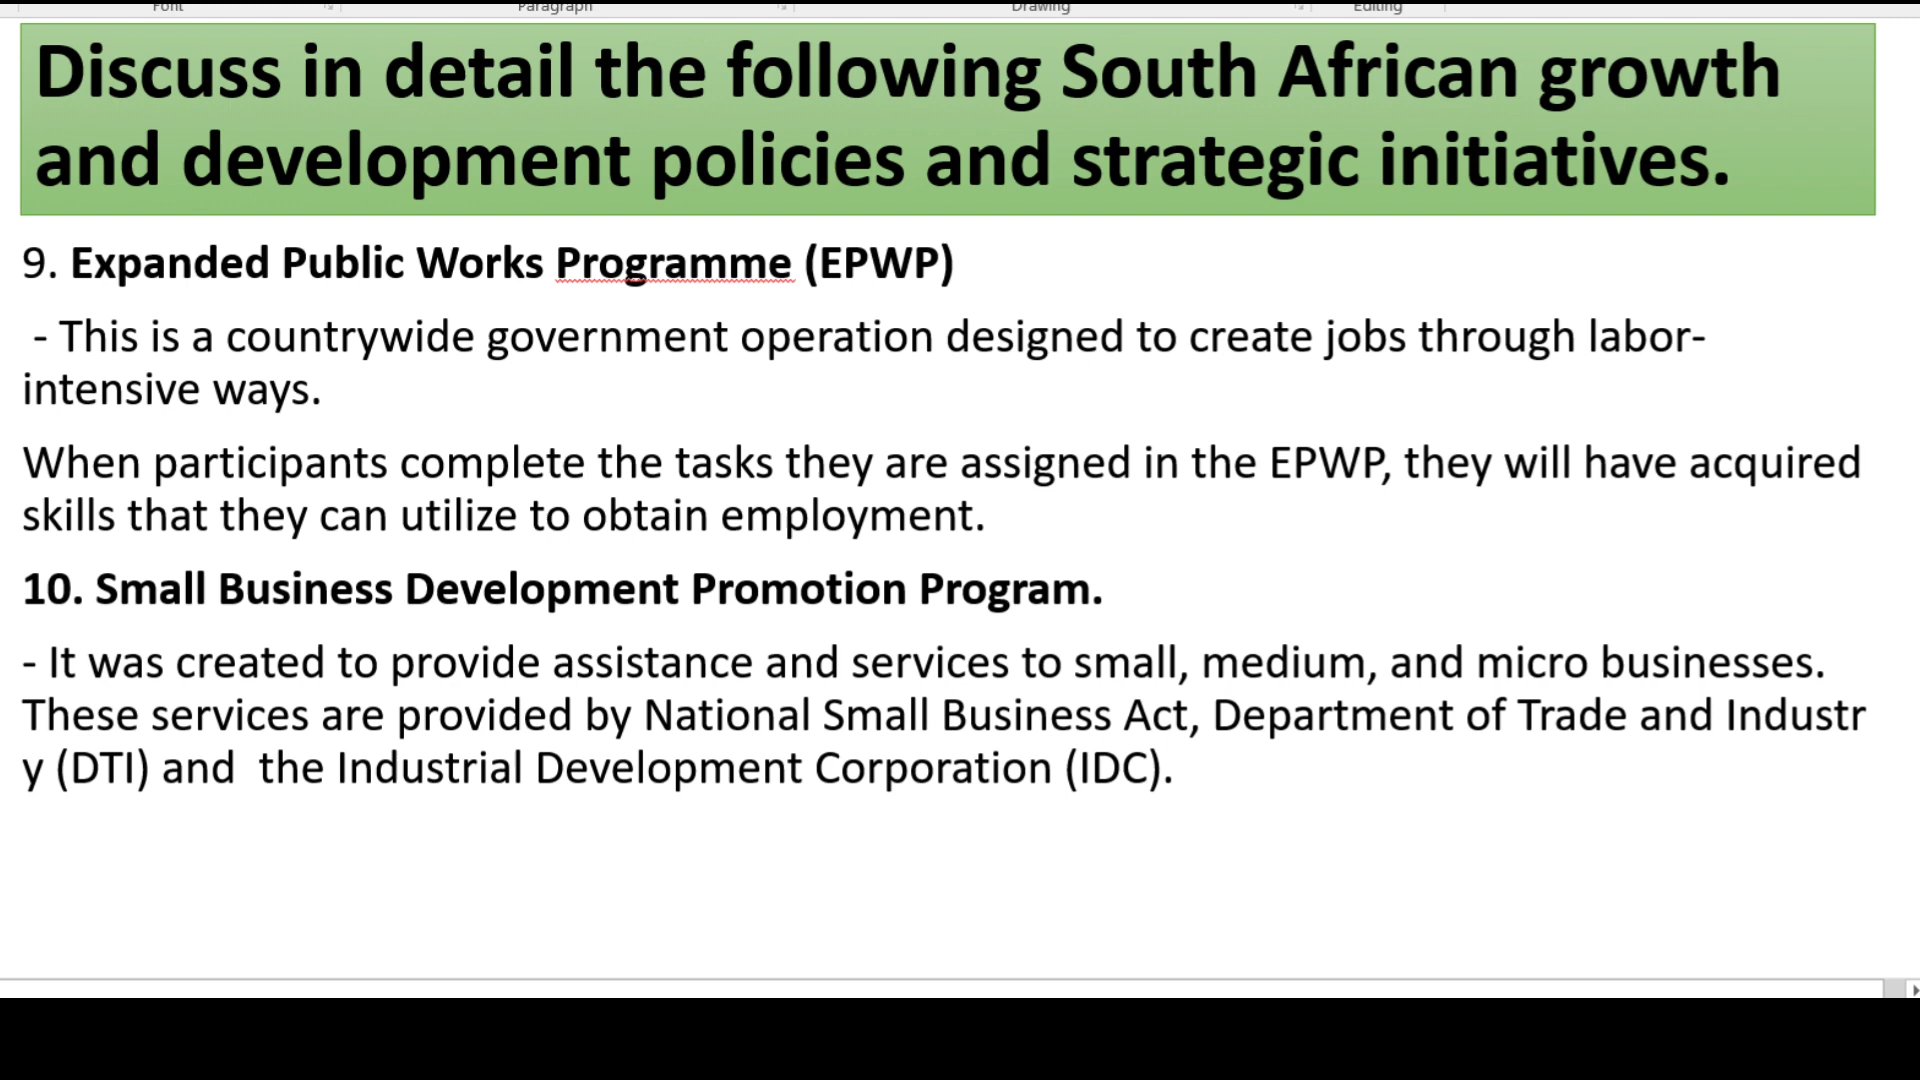 Font Paragraph Drawing Editing
Discuss in detail the following South African growth
and development policies and strategic initiatives.
9. Expanded Public Works Programme (EPWP)
- This is a countrywide government operation designed to create jobs through labor-
intensive ways.
When participants complete the tasks they are assigned in the EPWP, they will have acquired
skills that they can utilize to obtain employment.
10. Small Business Development Promotion Program.
- It was created to provide assistance and services to small, medium, and micro businesses.
These services are provided by National Small Business Act, Department of Trade and Industr
y (DTI) and  the Industrial Development Corporation (IDC).